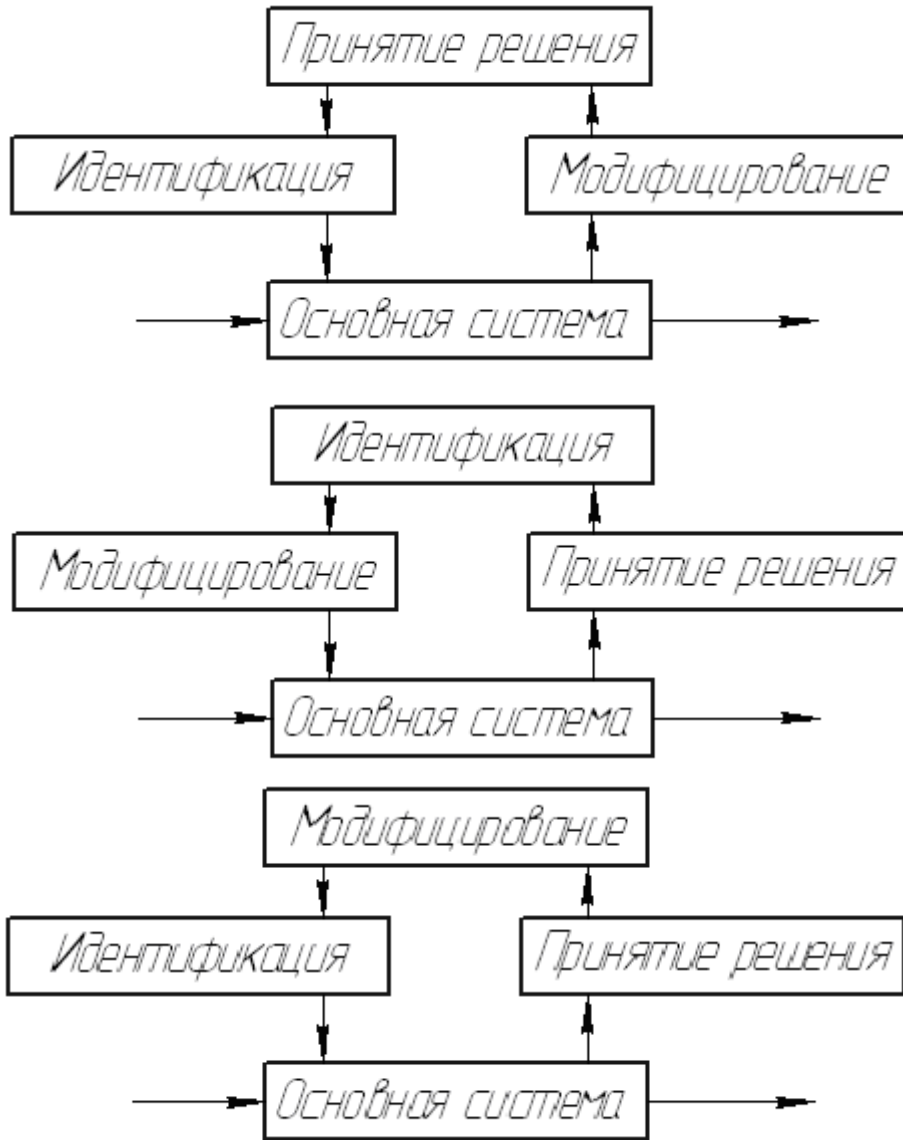 Принятие решения
Идентификация
Модифицирование
Основная система
Идентификация
Модифицирование
Принятие решения
Основная система
Модифицирование
Идентификация
Принятие решения
Основная система